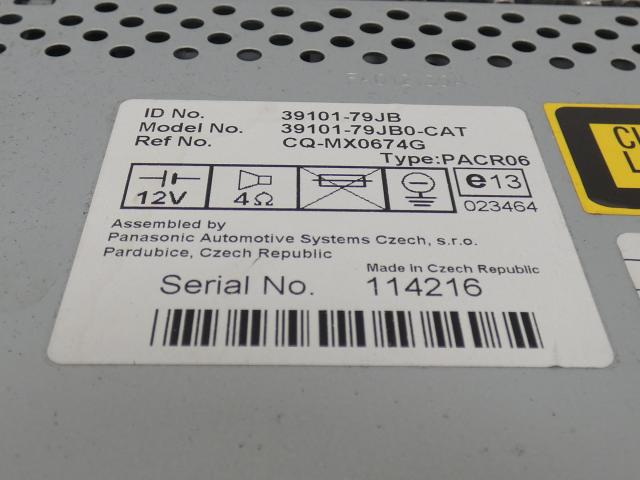 ID No. 39101-79JB
Model No. 39101-79JB0-CAT
Ref No. CQ-MX0674G
Type:PACR06
12V 4Ω e13
023464
Assembled by
Panasonic Automotive Systems Czech, s.r.o.
Pardubice, Czech Republic
Made in Czech Republic
Serial No. 114216